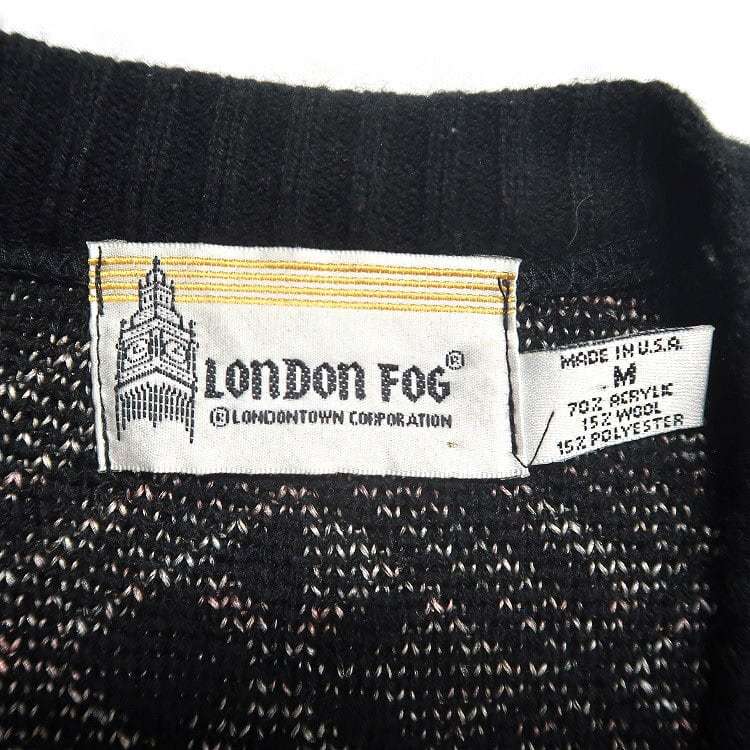 LONDON FOG®
®LONDONTOWN CORPORATION
MADE IN U.S.A.
M
70% ACRYLIC
15% WOOL
15% POLYESTER